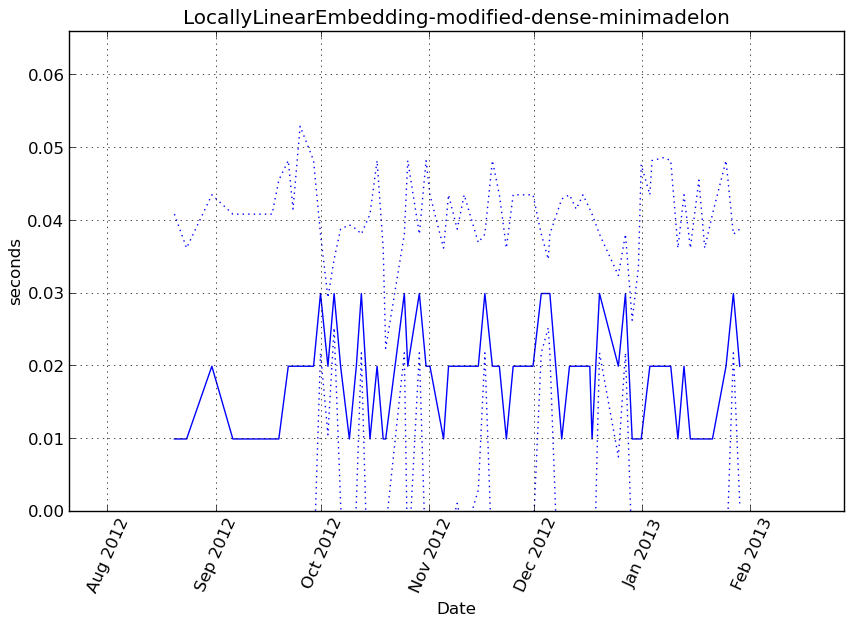 LocallyLinearEmbedding-modified-dense-minimadelon
0.06
0.05
0.04
0.03
0.02
0.01
0.00
seconds
Aug 2012
Sep 2012
Oct 2012
Nov 2012
Dec 2012
Jan 2013
Feb 2013
Date